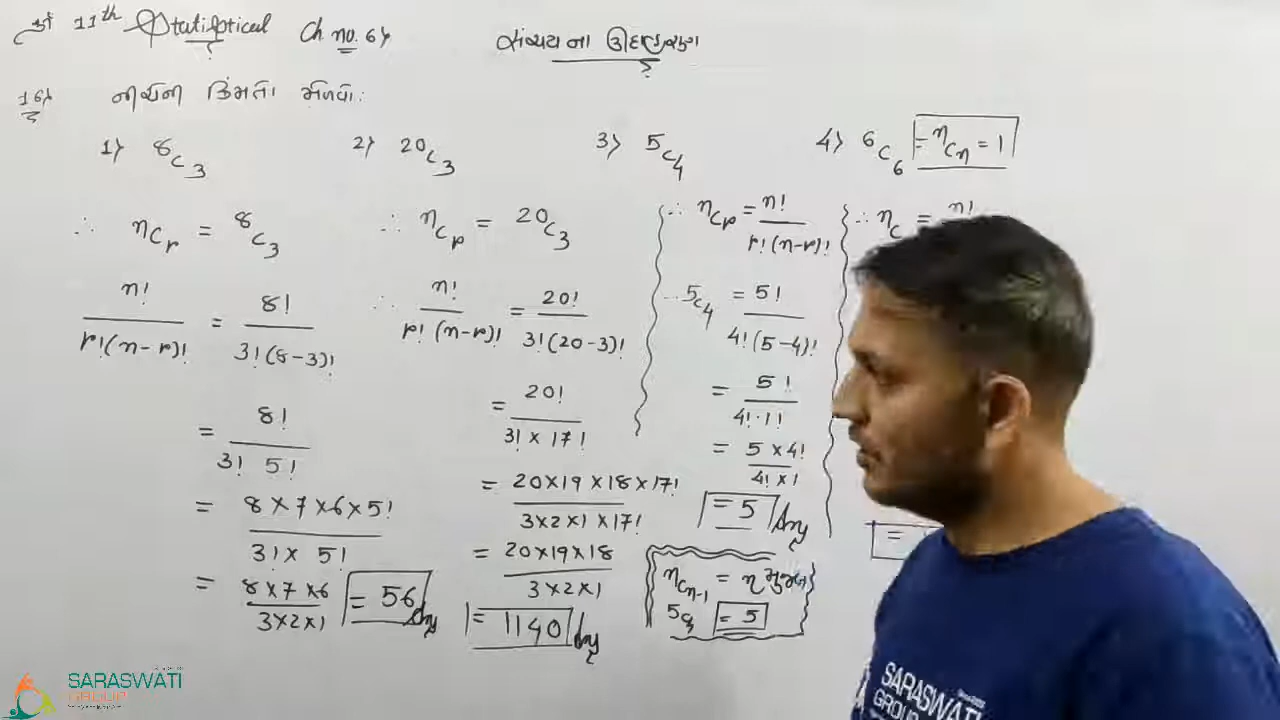 11th Statistical Ch no. 6) સંચય ના ઉદાહરણ
16) નીચેની કિંમતો મેળવો :
1) ⁸C₃ 2) ²⁰C₃ 3) ⁵C₄ 4) ⁶C₆ = ⁿCₙ = 1
∴ ⁿCᵣ = ⁸C₃
n! / r!(n-r)! = 8! / 3!(8-3)!
= 8! / 3! 5!
= 8×7×6×5! / 3!× 5!
= 8×7×6 / 3×2×1 = 56 Ans
∴ ⁿCᵣ = ²⁰C₃
∴ n! / r! (n-r)! = 20! / 3!(20-3)!
= 20! / 3! × 17!
= 20×19×18×17! / 3×2×1×17!
= 20×19×18 / 3×2×1
= 1140 Ans
∴ ⁿCᵣ = n! / r!(n-r)!
∴ ⁵C₄ = 5! / 4!(5-4)!
= 5! / 4!·1!
= 5×4! / 4!×1
= 5 Ans
ⁿCₙ₋₁ = n મુજબ
= 5
∴ ⁿC = n!
=
SARASWATI
GROUP
SARASWATI
GROUP